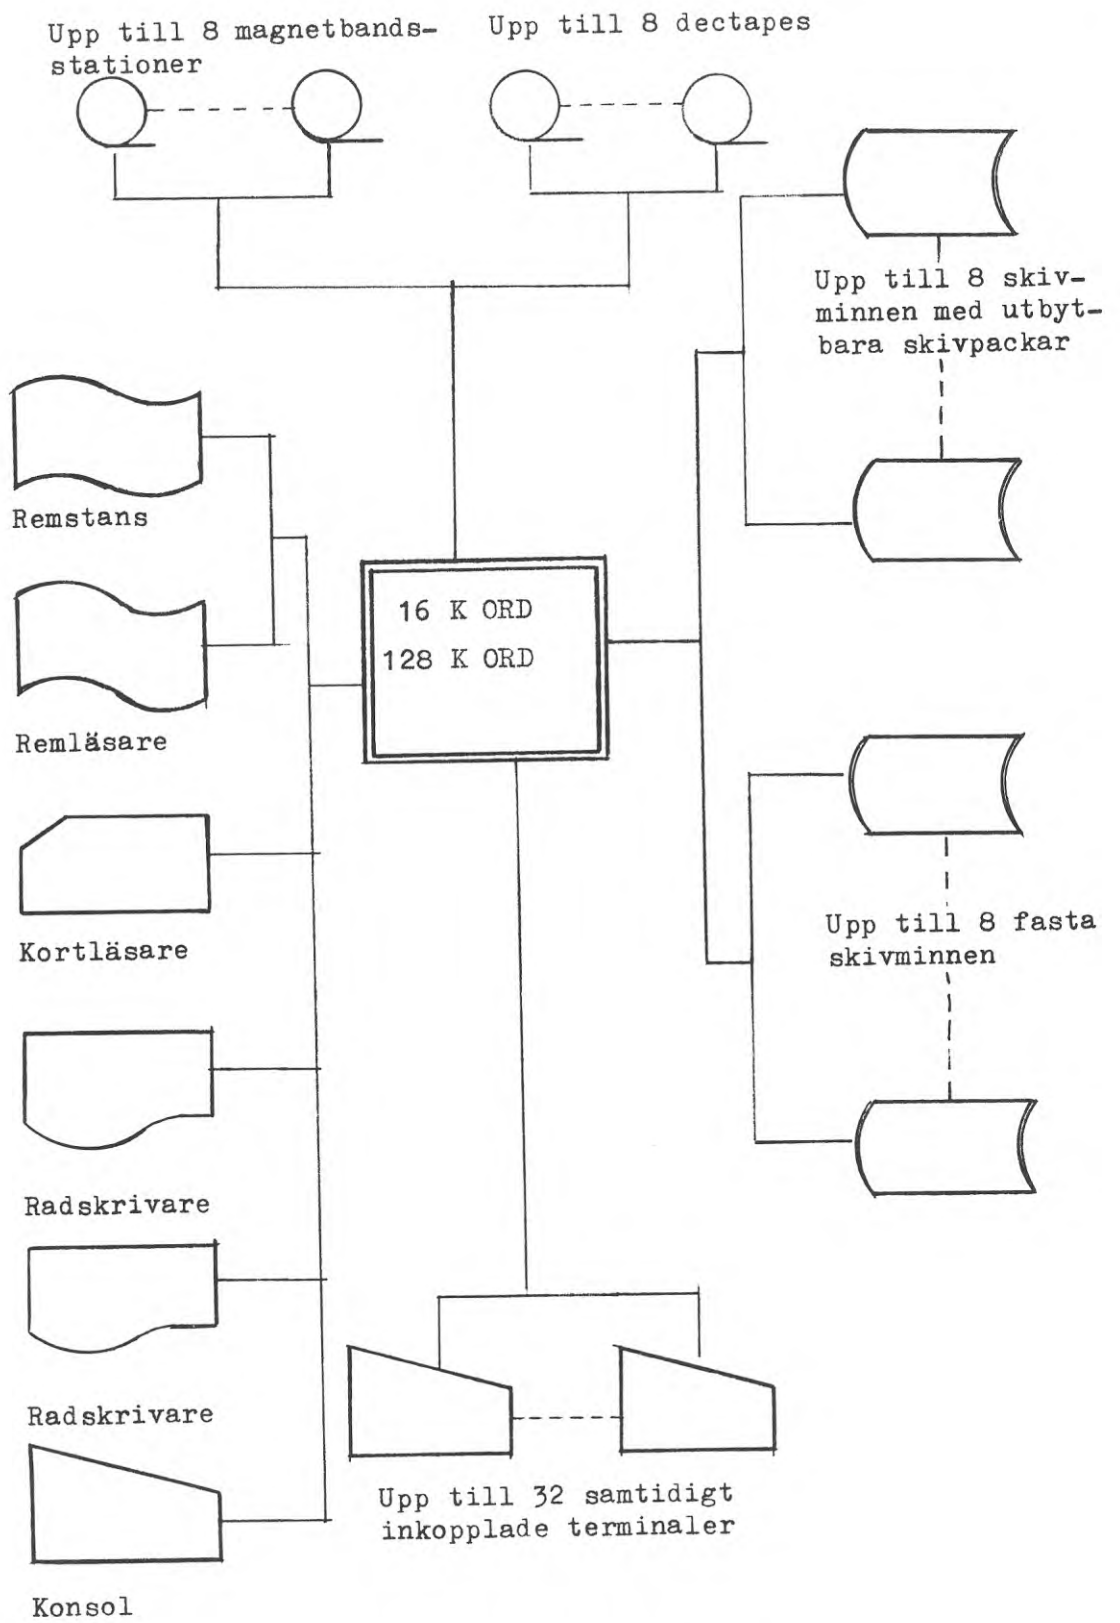 Upp till 8 magnetbands-
stationer
Upp till 8 dectapes
Upp till 8 skiv-
minnen med utbyt-
bara skivpackar
Remstans
16 K ORD
128 K ORD
Remläsare
Kortläsare
Upp till 8 fasta
skivminnen
Radskrivare
Radskrivare
Upp till 32 samtidigt
inkopplade terminaler
Konsol